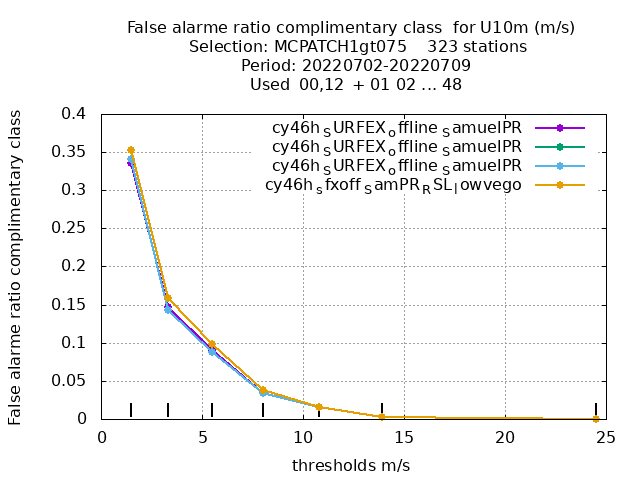 False alarme ratio complimentary class  for U10m (m/s)
Selection: MCPATCH1gt075    323 stations
Period: 20220702-20220709
Used  00,12  + 01 02 ... 48
False alarme ratio complimentary class
0.4
0.35
0.3
0.25
0.2
0.15
0.1
0.05
0
cy46h_SURFEX_offline_SamuelPR
cy46h_SURFEX_offline_SamuelPR
cy46h_SURFEX_offline_SamuelPR
cy46h_sfxoff_SamPR_RSL_lowvego
0 5 10 15 20 25
thresholds m/s